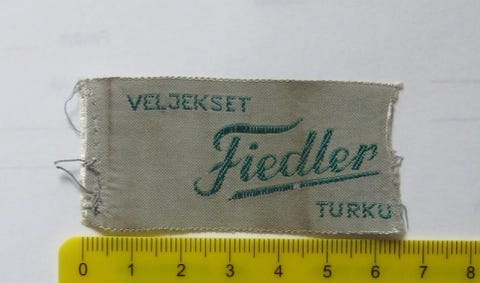 VELJEKSET
Fiedler
TURKU
0 1 2 3 4 5 6 7 8